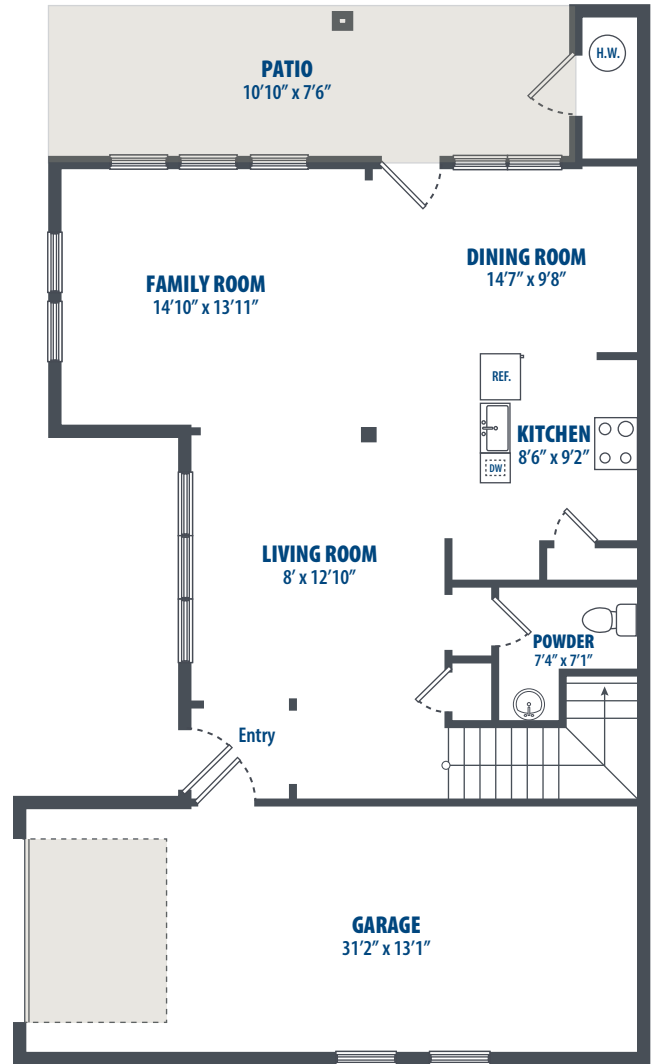 H.W.
PATIO
10'10" x 7'6"
DINING ROOM
14'7" x 9'8"
FAMILY ROOM
14'10" x 13'11"
REF.
KITCHEN
8'6" x 9'2"
DW
LIVING ROOM
8' x 12'10"
POWDER
7'4" x 7'1"
Entry
GARAGE
31'2" x 13'1"